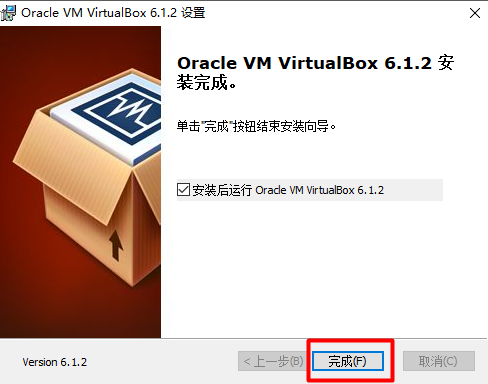 Oracle VM VirtualBox 6.1.2 设置
Oracle VM VirtualBox 6.1.2 安
装完成。
单击"完成"按钮结束安装向导。
安装后运行 Oracle VM VirtualBox 6.1.2
Version 6.1.2
< 上一步(B)
完成(F)
取消(C)